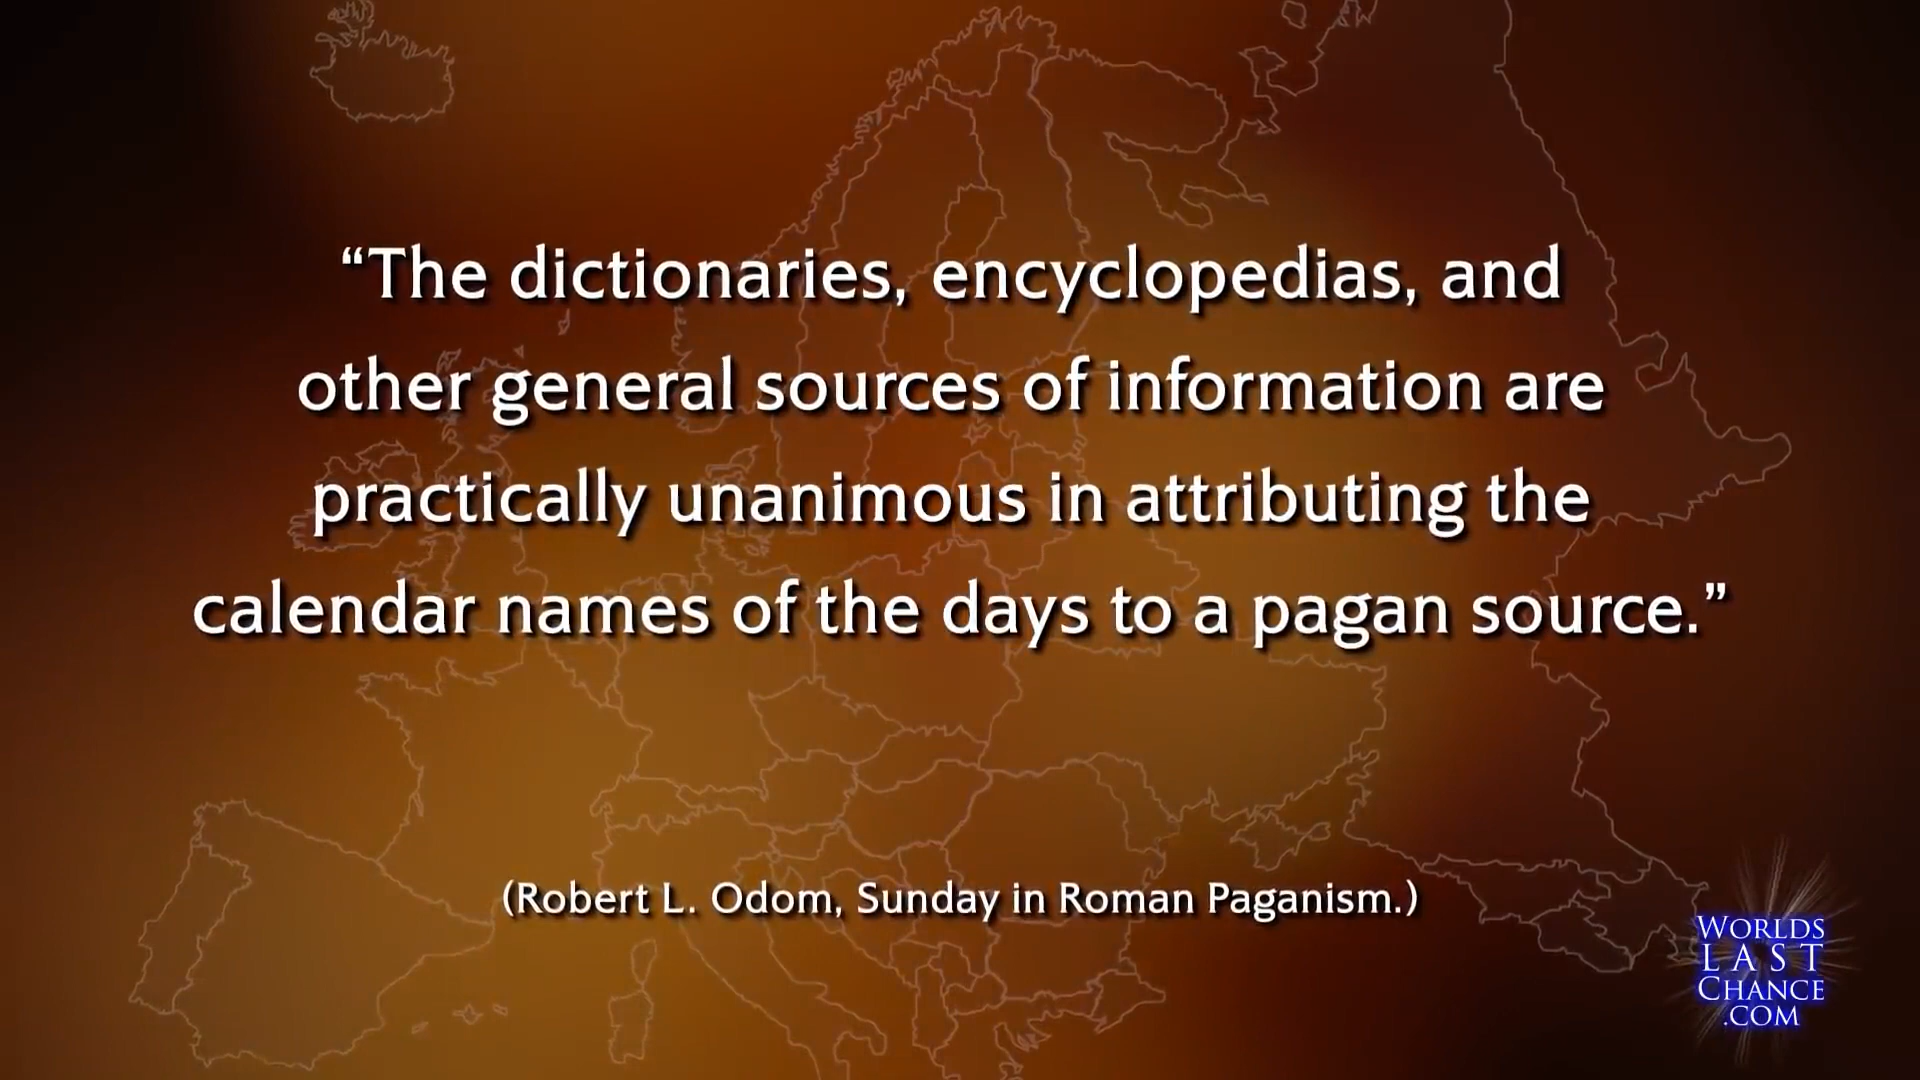 “The dictionaries, encyclopedias, and
other general sources of information are
practically unanimous in attributing the
calendar names of the days to a pagan source.”
(Robert L. Odom, Sunday in Roman Paganism.)
WORLDS
LAST
CHANCE
.COM